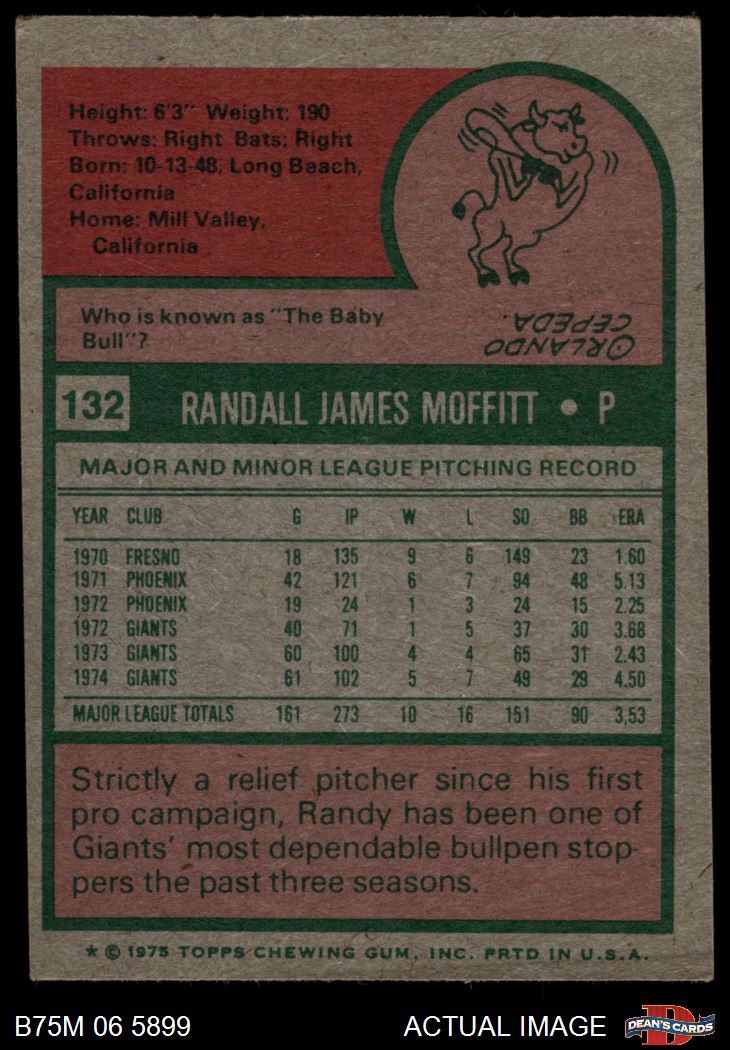 Height: 6'3" Weight: 190
Throws: Right Bats: Right
Born: 10-13-48, Long Beach,
California
Home: Mill Valley,
California
Who is known as "The Baby
Bull"?
ORLANDO
CEPEDA.
132 RANDALL JAMES MOFFITT • P
MAJOR AND MINOR LEAGUE PITCHING RECORD
YEAR CLUB G IP W L SO BB ERA
1970 FRESNO 18 135 9 6 149 23 1.60
1971 PHOENIX 42 121 6 7 94 48 5.13
1972 PHOENIX 19 24 1 3 24 15 2.25
1972 GIANTS 40 71 1 5 37 30 3.68
1973 GIANTS 60 100 4 4 65 31 2.43
1974 GIANTS 61 102 5 7 49 29 4.50
MAJOR LEAGUE TOTALS 161 273 10 16 151 90 3,53
Strictly a relief pitcher since his first
pro campaign, Randy has been one of
Giants' most dependable bullpen stop-
pers the past three seasons.
* © 1975 TOPPS CHEWING GUM, INC. PRTD IN U.S.A.
B75M 06 5899 ACTUAL IMAGE
D
DEAN'S CARDS